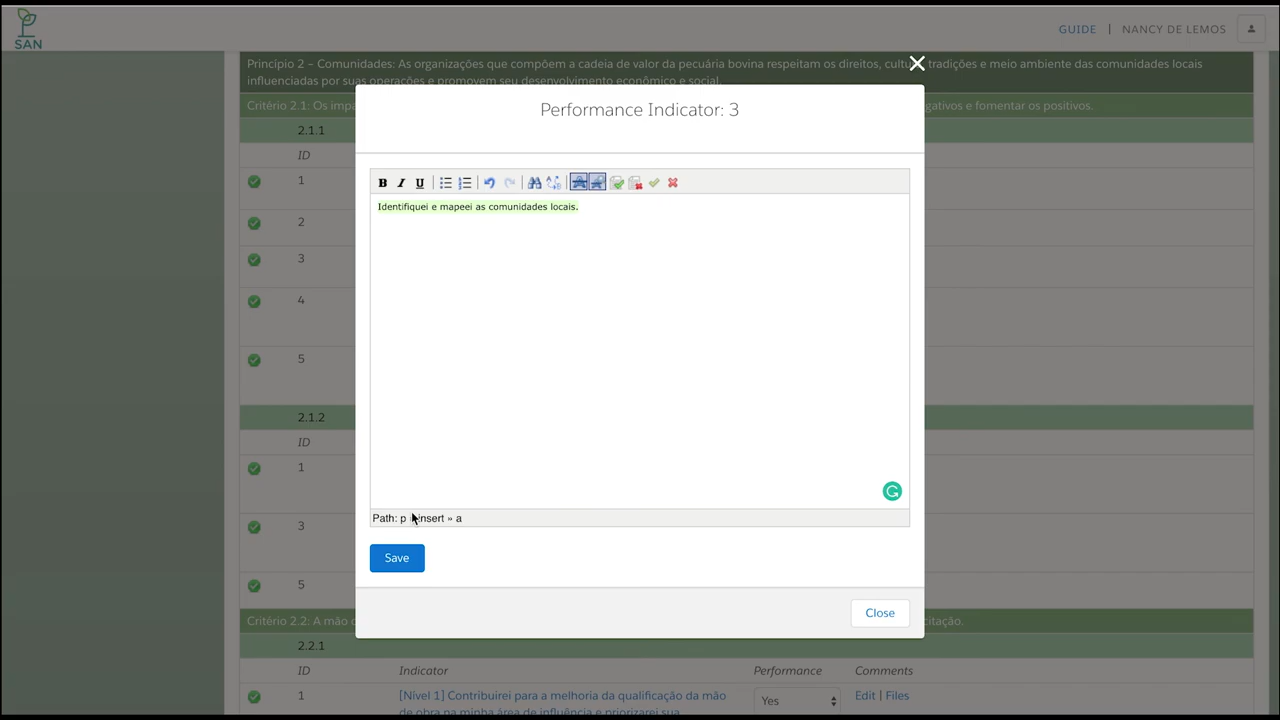 SAN
GUIDE | NANCY DE LEMOS
Princípio 2 – Comunidades: As organizações que compõem a cadeia de valor da pecuária bovina respeitam os direitos, tradições e meio ambiente das comunidades locais
influenciadas por suas operações e promovem seu desenvolvimento econômico e social.
Critério 2.1: Os e fomentar os positivos.
2.1.1
ID
1
2
3
4
5
2.1.2
ID
1
3
5
Critério 2.2: A mão
2.2.1
ID Indicator Performance Comments
1 [Nível 1] Contribuirei para a melhoria da qualificação da mão Yes Edit | Files
de obra na minha área de influência e priorizarei sua
Performance Indicator: 3
B I U
Identifiquei e mapeei as comunidades locais.
Path: p insert » a
Save
Close